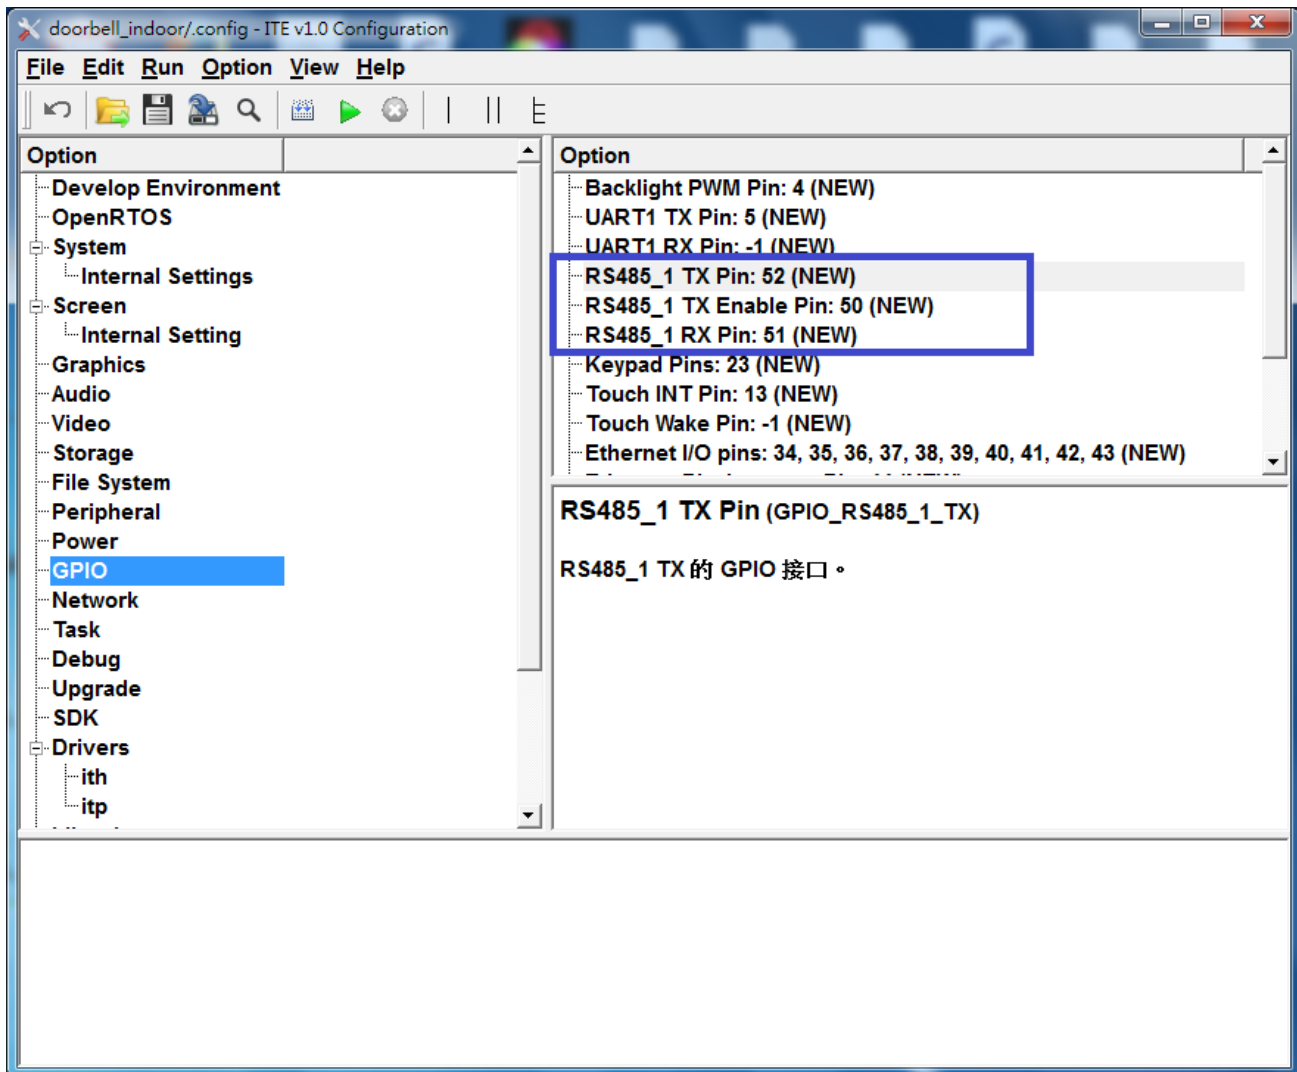 doorbell_indoor/.config - ITE v1.0 Configuration
File Edit Run Option View Help
Option
Develop Environment
OpenRTOS
System
Internal Settings
Screen
Internal Setting
Graphics
Audio
Video
Storage
File System
Peripheral
Power
GPIO
Network
Task
Debug
Upgrade
SDK
Drivers
ith
itp
Option
Backlight PWM Pin: 4 (NEW)
UART1 TX Pin: 5 (NEW)
UART1 RX Pin: -1 (NEW)
RS485_1 TX Pin: 52 (NEW)
RS485_1 TX Enable Pin: 50 (NEW)
RS485_1 RX Pin: 51 (NEW)
Keypad Pins: 23 (NEW)
Touch INT Pin: 13 (NEW)
Touch Wake Pin: -1 (NEW)
Ethernet I/O pins: 34, 35, 36, 37, 38, 39, 40, 41, 42, 43 (NEW)
RS485_1 TX Pin (GPIO_RS485_1_TX)
RS485_1 TX 的 GPIO 接口。